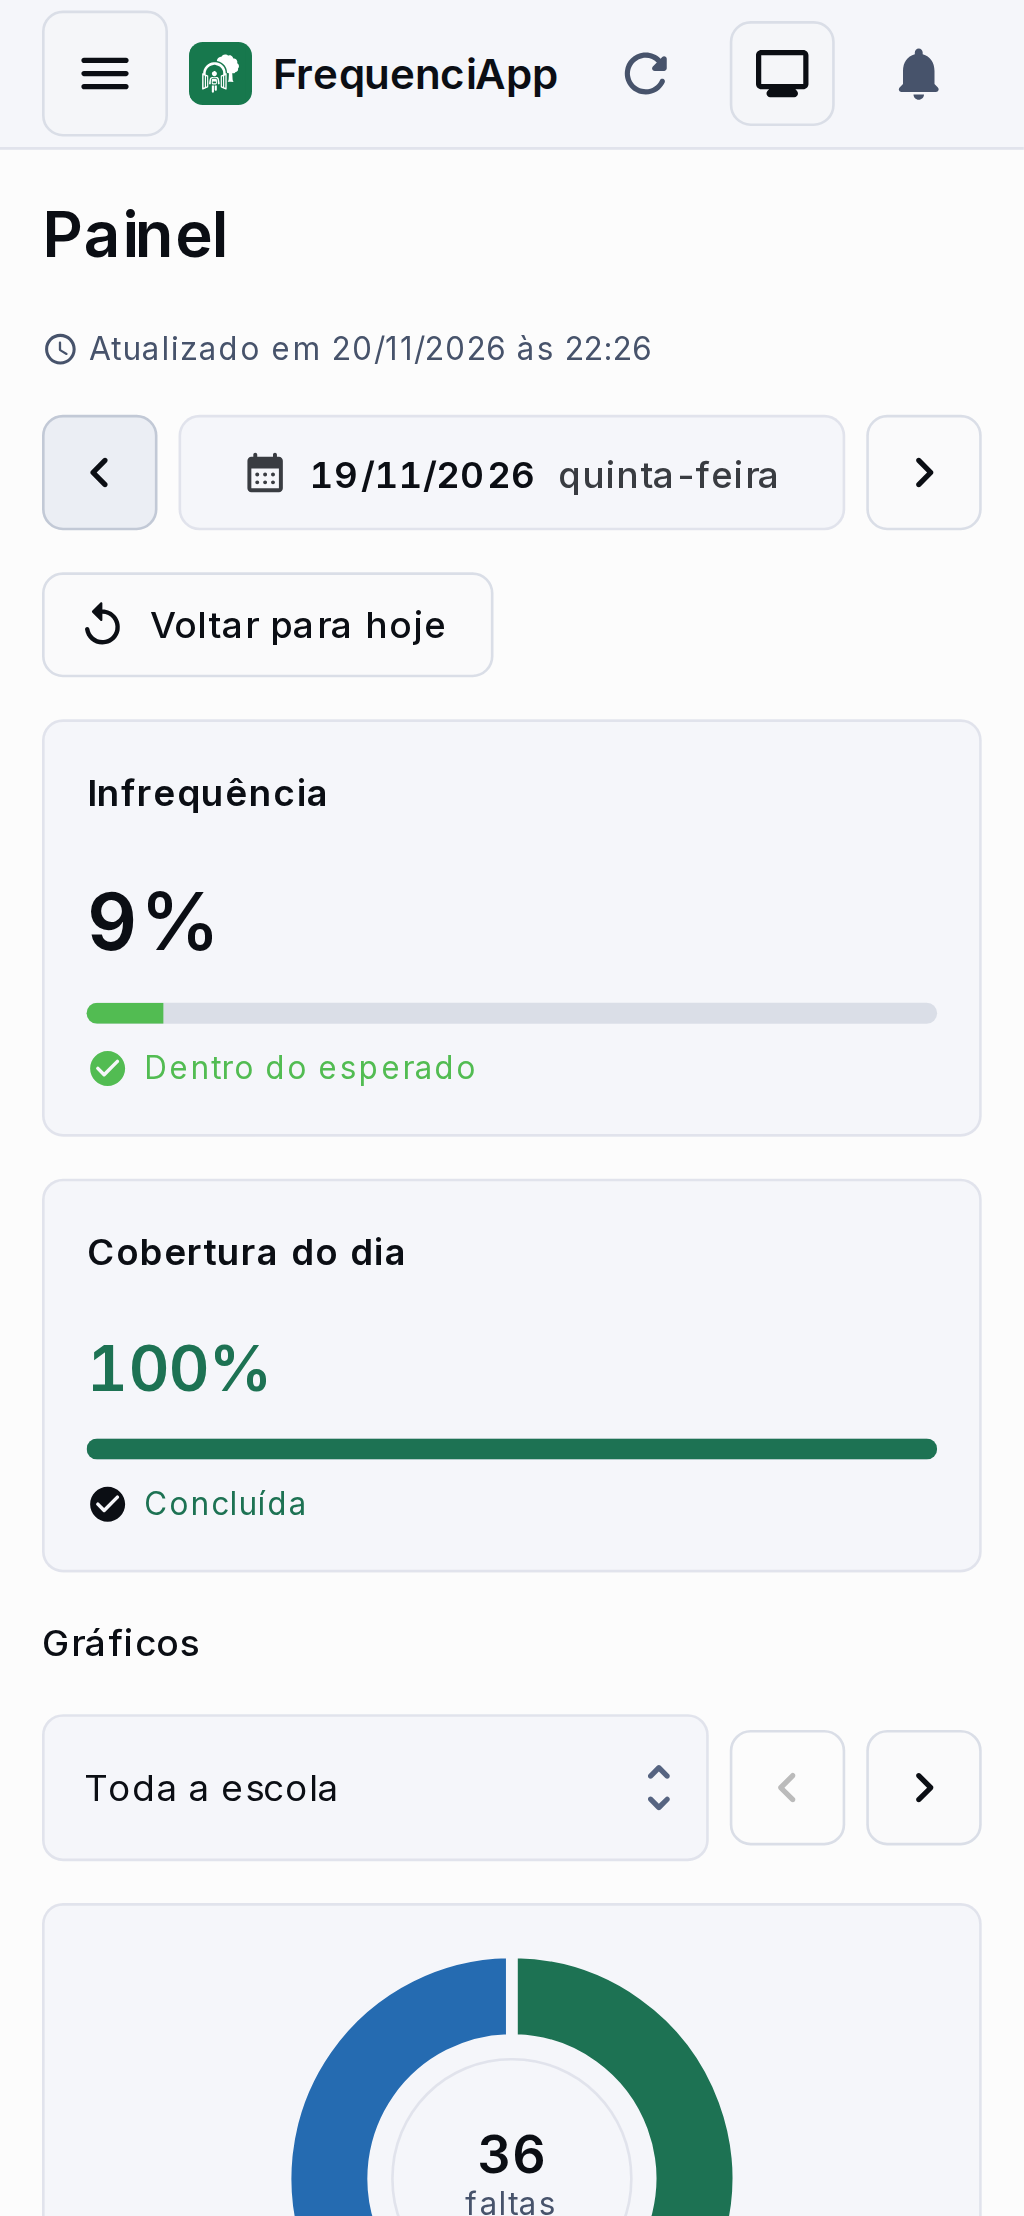 FrequenciApp
Painel
Atualizado em 20/11/2026 às 22:26
19/11/2026 quinta-feira
Voltar para hoje
Infrequência
9%
Dentro do esperado
Cobertura do dia
100%
Concluída
Gráficos
Toda a escola
36
faltas